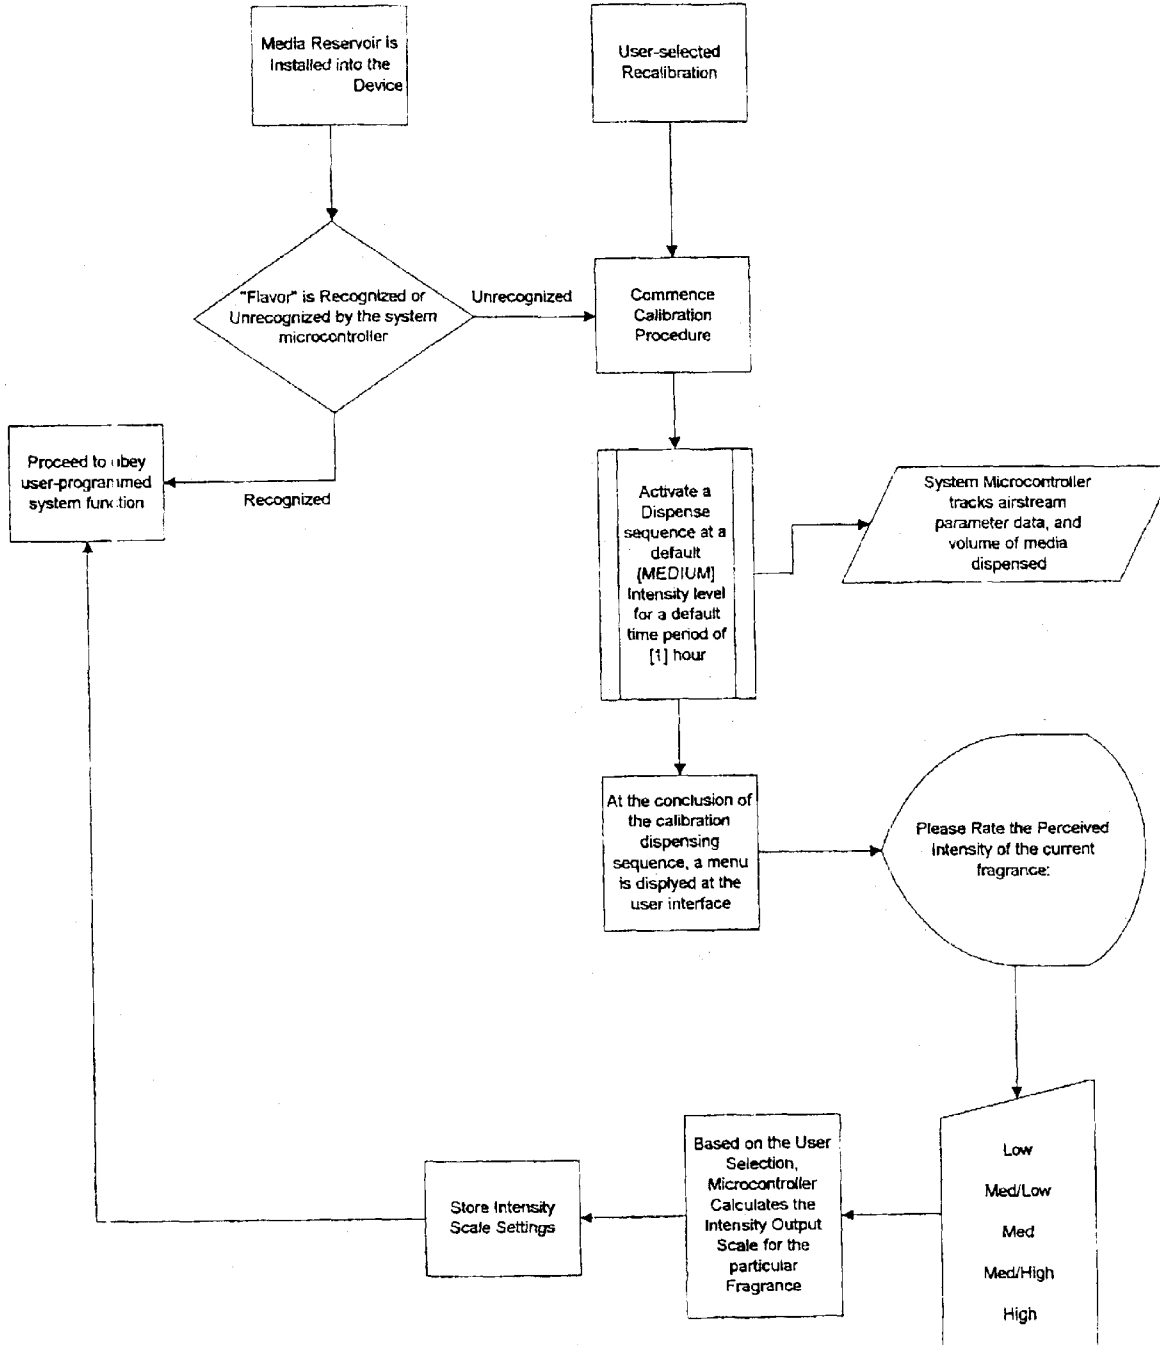 Media Reservoir is
Installed into the
Device
User-selected
Recalibration
"Flavor" is Recognized or
Unrecognized by the system
microcontroller
Unrecognized
Commence
Calibration
Procedure
Recognized
Proceed to obey
user-programmed
system function
Activate a
Dispense
sequence at a
default
[MEDIUM]
Intensity level
for a default
time period of
[1] hour
System Microcontroller
tracks airstream
parameter data, and
volume of media
dispensed
At the conclusion of
the calibration
dispensing
sequence, a menu
is displyed at the
user interface
Please Rate the Perceived
Intensity of the current
fragrance:
Low
Med/Low
Med
Med/High
High
Based on the User
Selection,
Microcontroller
Calculates the
Intensity Output
Scale for the
particular
Fragrance
Store Intensity
Scale Settings